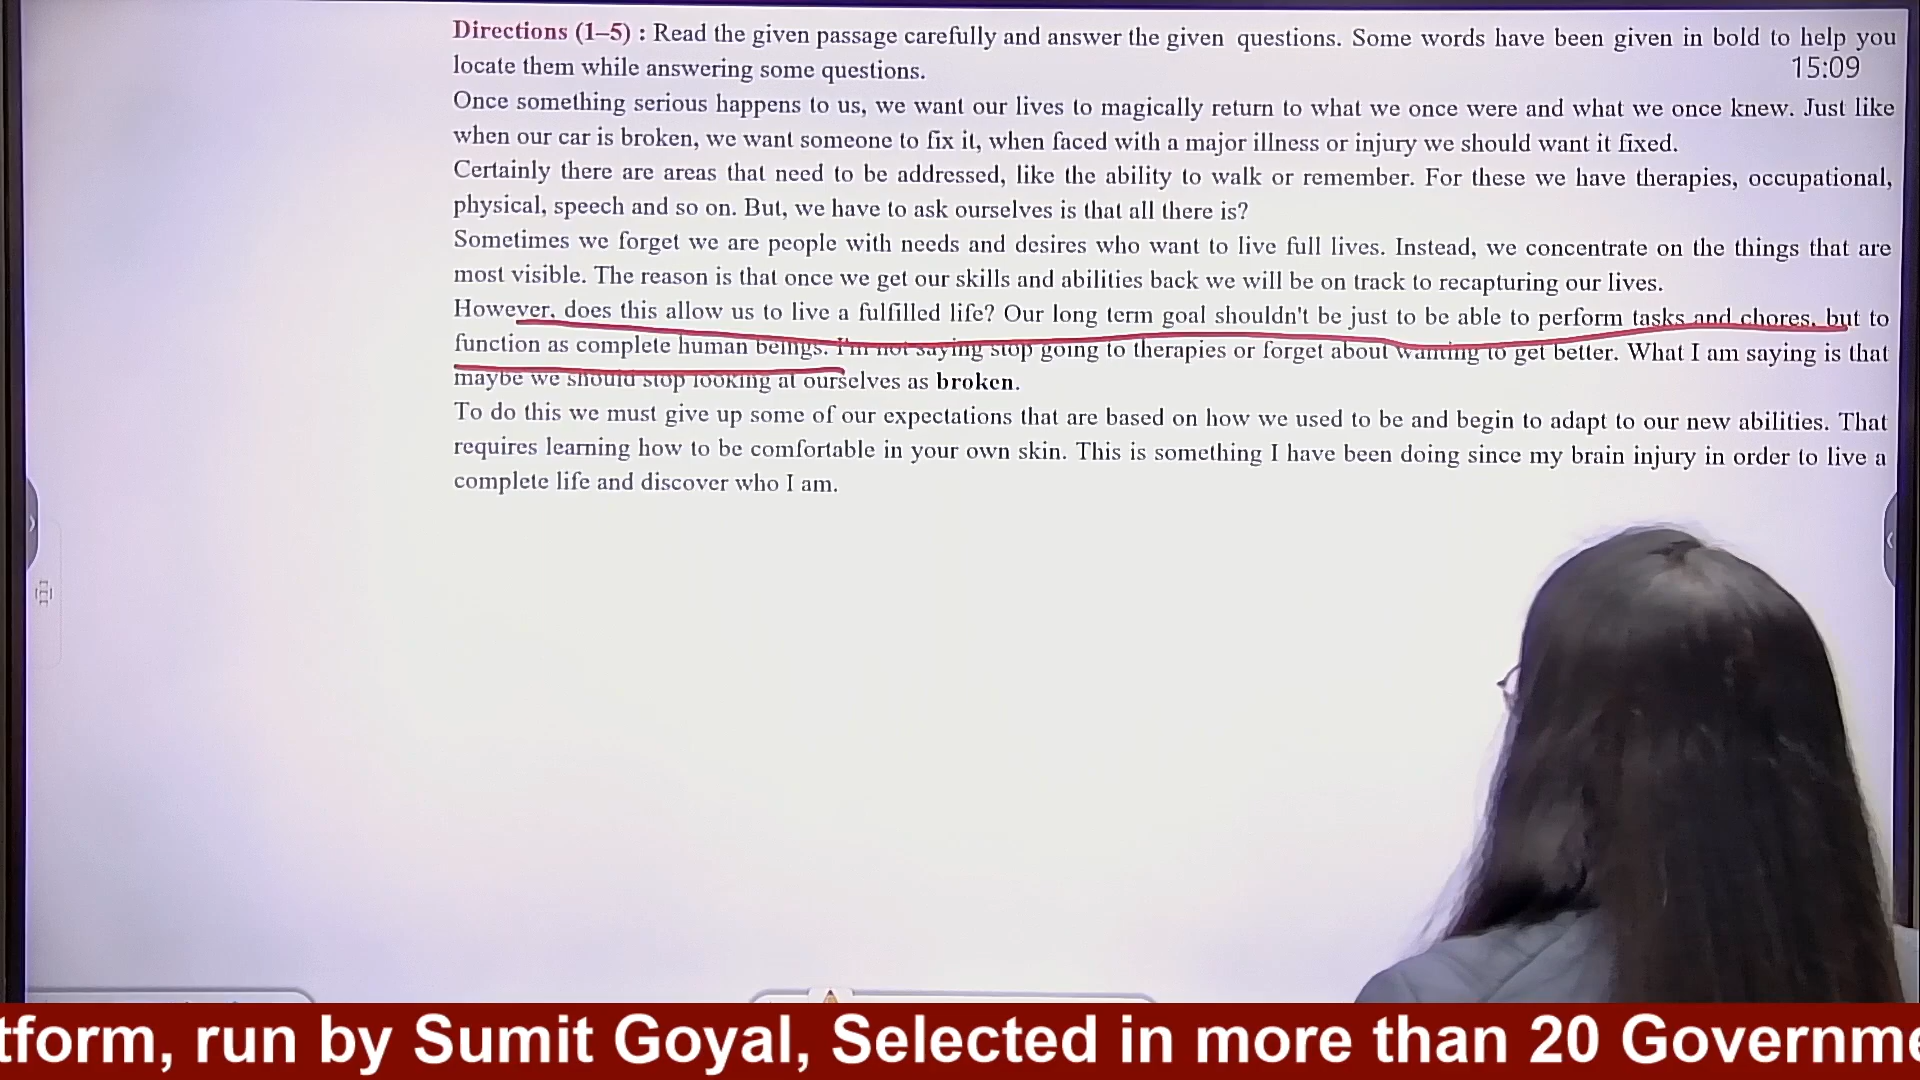 Directions (1–5) : Read the given passage carefully and answer the given questions. Some words have been given in bold to help you
locate them while answering some questions.
15:09
Once something serious happens to us, we want our lives to magically return to what we once were and what we once knew. Just like
when our car is broken, we want someone to fix it, when faced with a major illness or injury we should want it fixed.
Certainly there are areas that need to be addressed, like the ability to walk or remember. For these we have therapies, occupational,
physical, speech and so on. But, we have to ask ourselves is that all there is?
Sometimes we forget we are people with needs and desires who want to live full lives. Instead, we concentrate on the things that are
most visible. The reason is that once we get our skills and abilities back we will be on track to recapturing our lives.
However, does this allow us to live a fulfilled life? Our long term goal shouldn't be just to be able to perform tasks and chores, but to
function as complete human beings. I'm not saying stop going to therapies or forget about wanting to get better. What I am saying is that
maybe we should stop looking at ourselves as broken.
To do this we must give up some of our expectations that are based on how we used to be and begin to adapt to our new abilities. That
requires learning how to be comfortable in your own skin. This is something I have been doing since my brain injury in order to live a
complete life and discover who I am.
tform, run by Sumit Goyal, Selected in more than 20 Governme